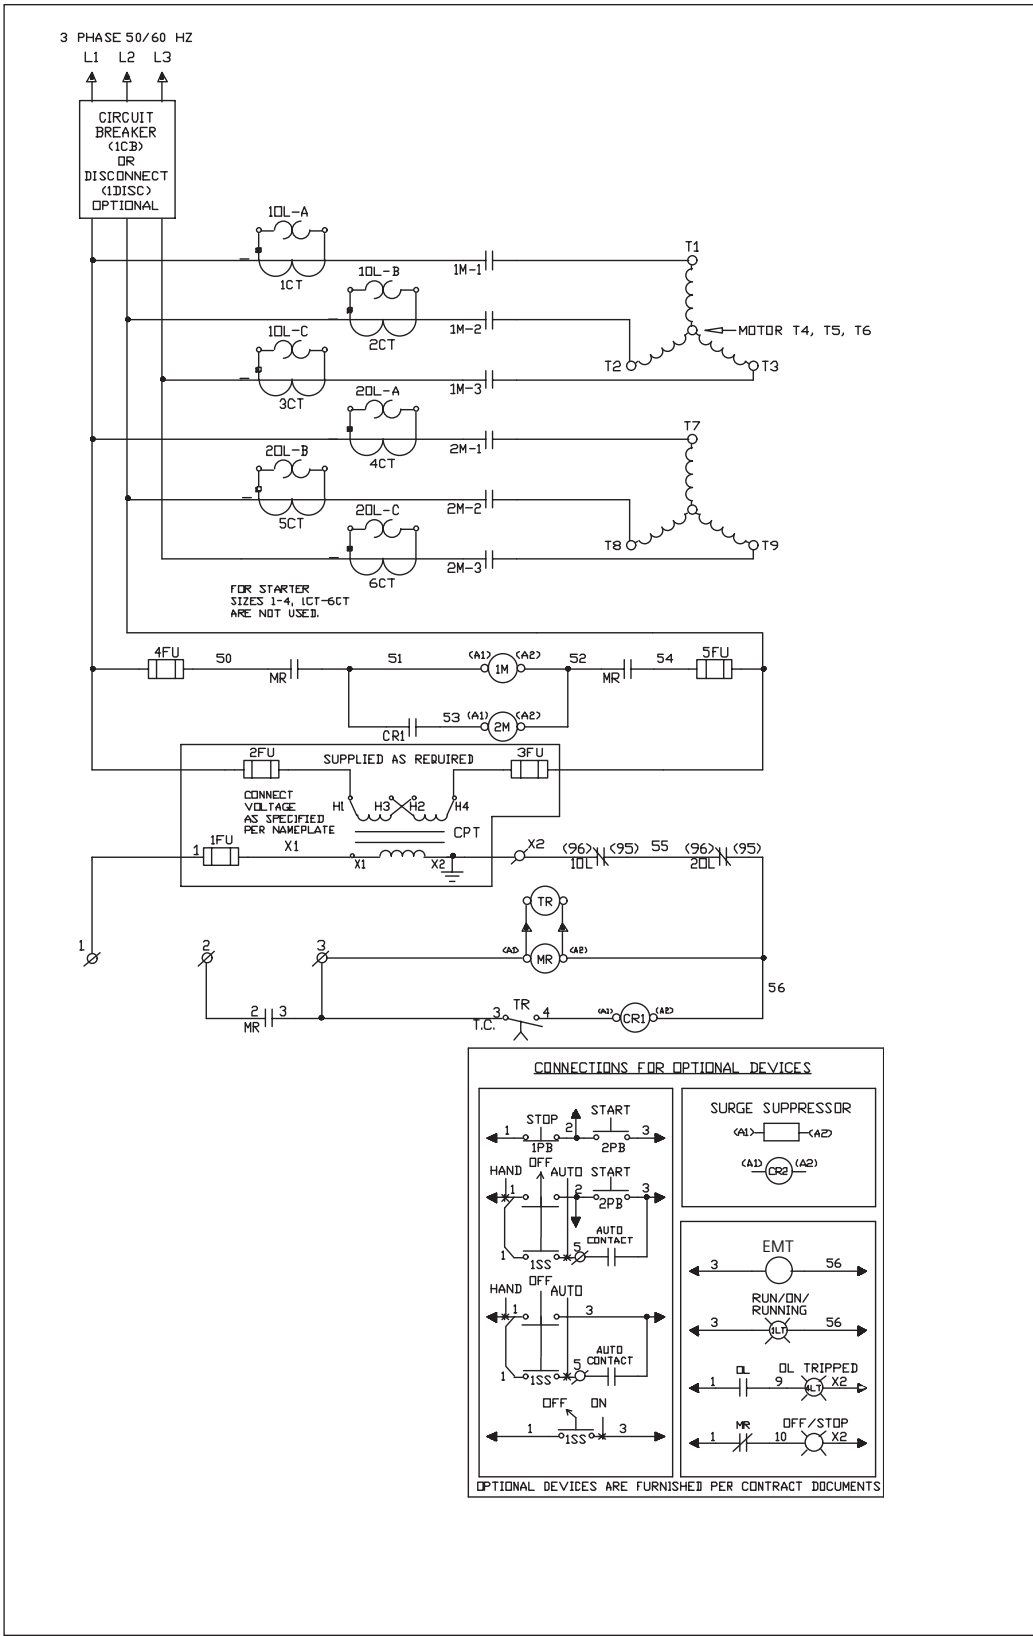 3 PHASE 50/60 HZ
L1 L2 L3
CIRCUIT
BREAKER
(1CB)
OR
DISCONNECT
(1DISC)
OPTIONAL
1OL-A
1CT
1M-1
T1
1OL-B
2CT
1M-2
MOTOR T4, T5, T6
T2
T3
1OL-C
3CT
1M-3
2OL-A
4CT
2M-1
T7
2OL-B
5CT
2M-2
2OL-C
6CT
2M-3
T8
T9
FOR STARTER
SIZES 1-4, 1CT-6CT
ARE NOT USED.
4FU 50 MR 51 (A1) 1M (A2) 52 MR 54 5FU
CR1 53 (A1) 2M (A2)
2FU SUPPLIED AS REQUIRED 3FU
CONNECT
VOLTAGE
AS SPECIFIED
PER NAMEPLATE
H1 H3 H2 H4
CPT
1 1FU X1 X1 X2 X2 (96) 1OL (95) 55 (96) 2OL (95)
TR
1 2 3 (A1) MR (A2)
56
2 MR 3 T.C. 3 TR 4 (A1) CR1 (A2)
CONNECTIONS FOR OPTIONAL DEVICES
STOP START
1 1PB 2 2PB 3
HAND OFF AUTO START
1 2 2PB 3
AUTO
CONTACT
1 1SS 5
HAND OFF AUTO
1 3
AUTO
CONTACT
1 1SS 5
OFF ON
1 1SS 3
SURGE SUPPRESSOR
(A1) (A2)
(A1) CR2 (A2)
EMT
3 56
RUN/ON/
RUNNING
3 1LT 56
OL OL TRIPPED
1 9 4LT X2
MR OFF/STOP
1 10 X2
OPTIONAL DEVICES ARE FURNISHED PER CONTRACT DOCUMENTS